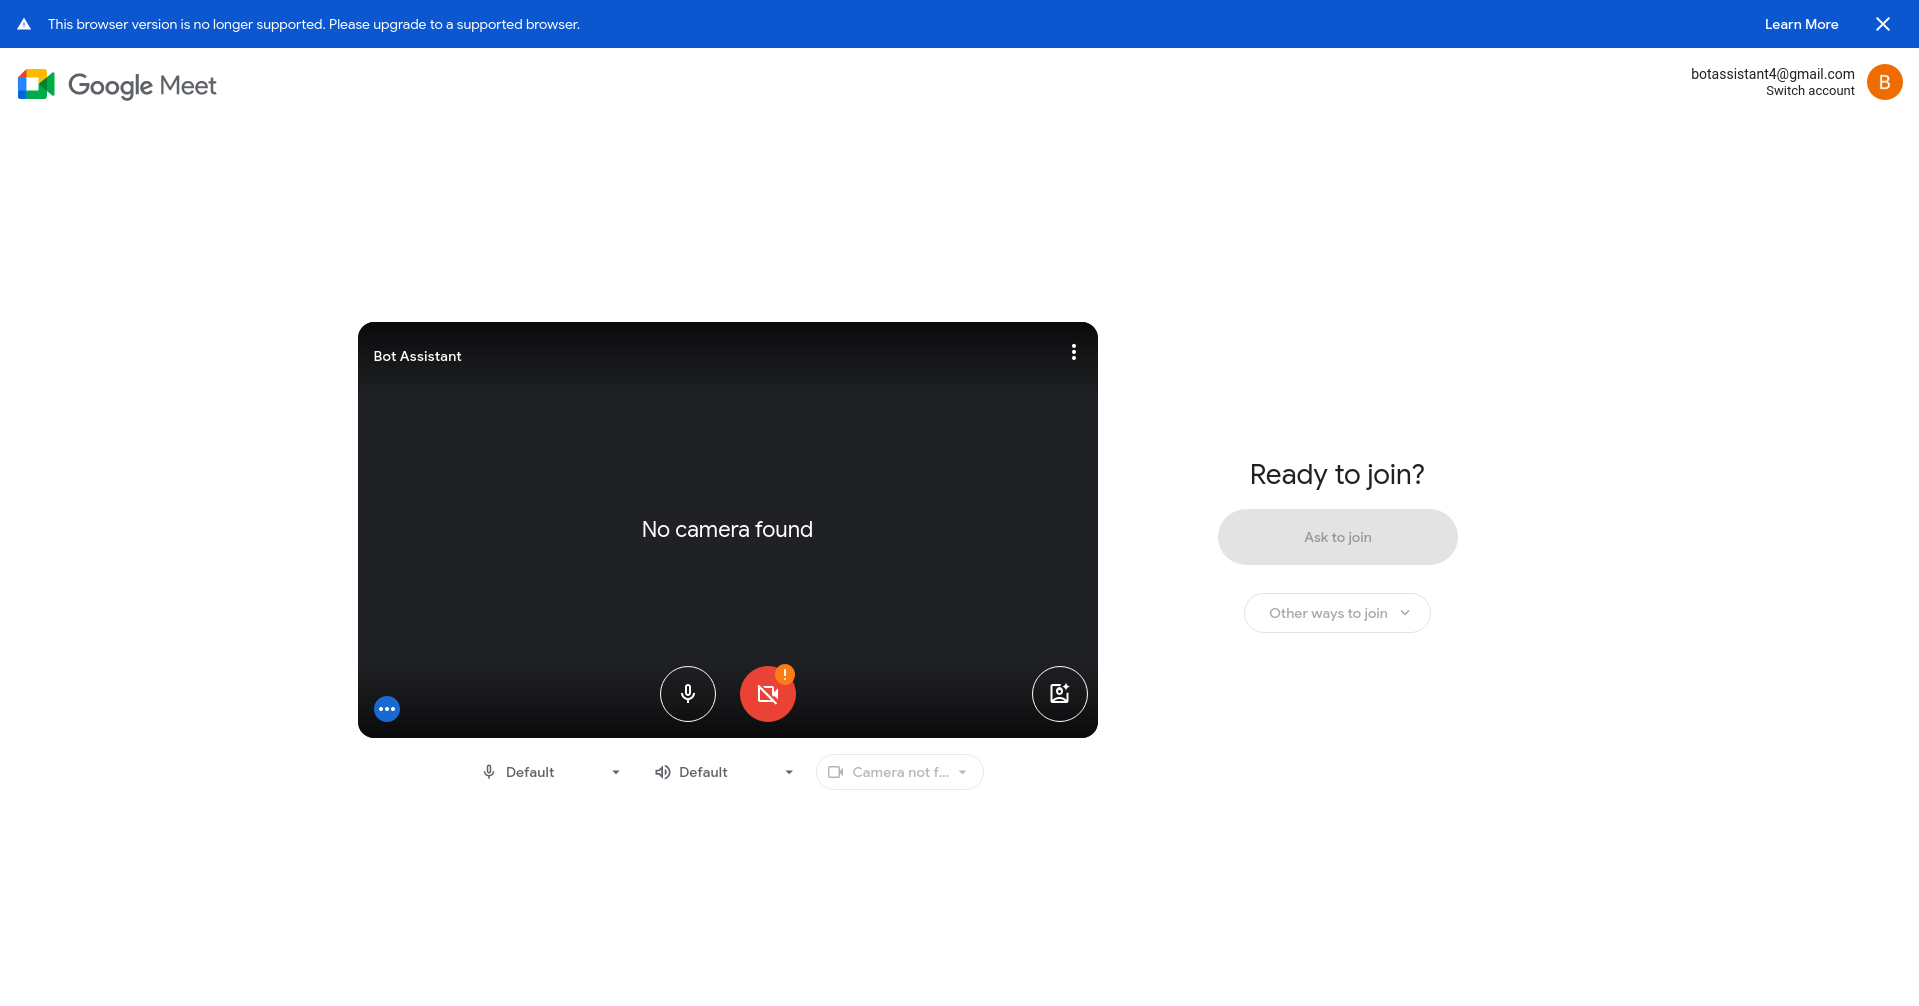 This browser version is no longer supported. Please upgrade to a supported browser.
Learn More
Google Meet
botassistant4@gmail.com
Switch account
B
Bot Assistant
No camera found
Ready to join?
Ask to join
Other ways to join
Default
Default
Camera not f...